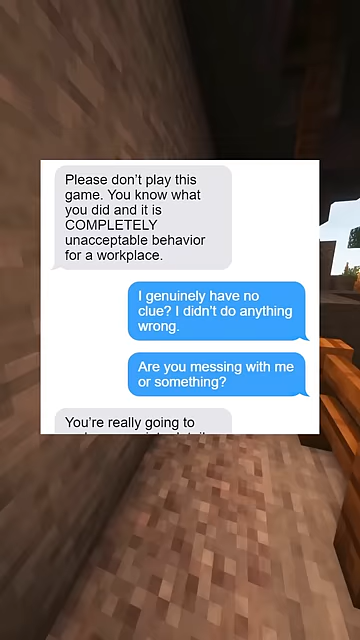 Please don't play this
game. You know what
you did and it is
COMPLETELY
unacceptable behavior
for a workplace.
I genuinely have no
clue? I didn't do anything
wrong.
Are you messing with me
or something?
You're really going to